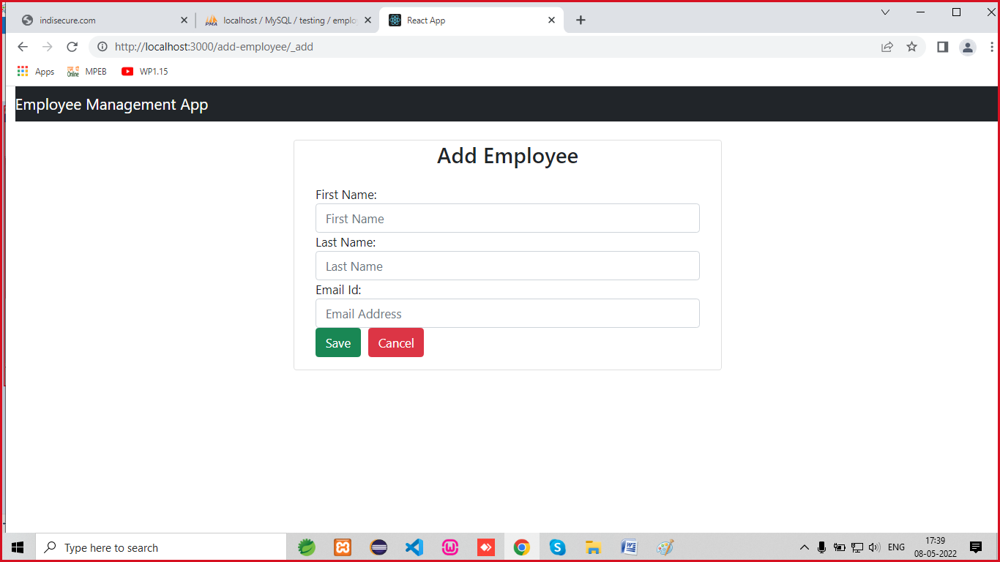 indisecure.com
localhost / MySQL / testing / emplo
React App
http://localhost:3000/add-employee/_add
Apps
MPEB
WP1.15
Employee Management App
Add Employee
First Name:
First Name
Last Name:
Last Name
Email Id:
Email Address
Save Cancel
Type here to search
ENG
17:39
08-05-2022